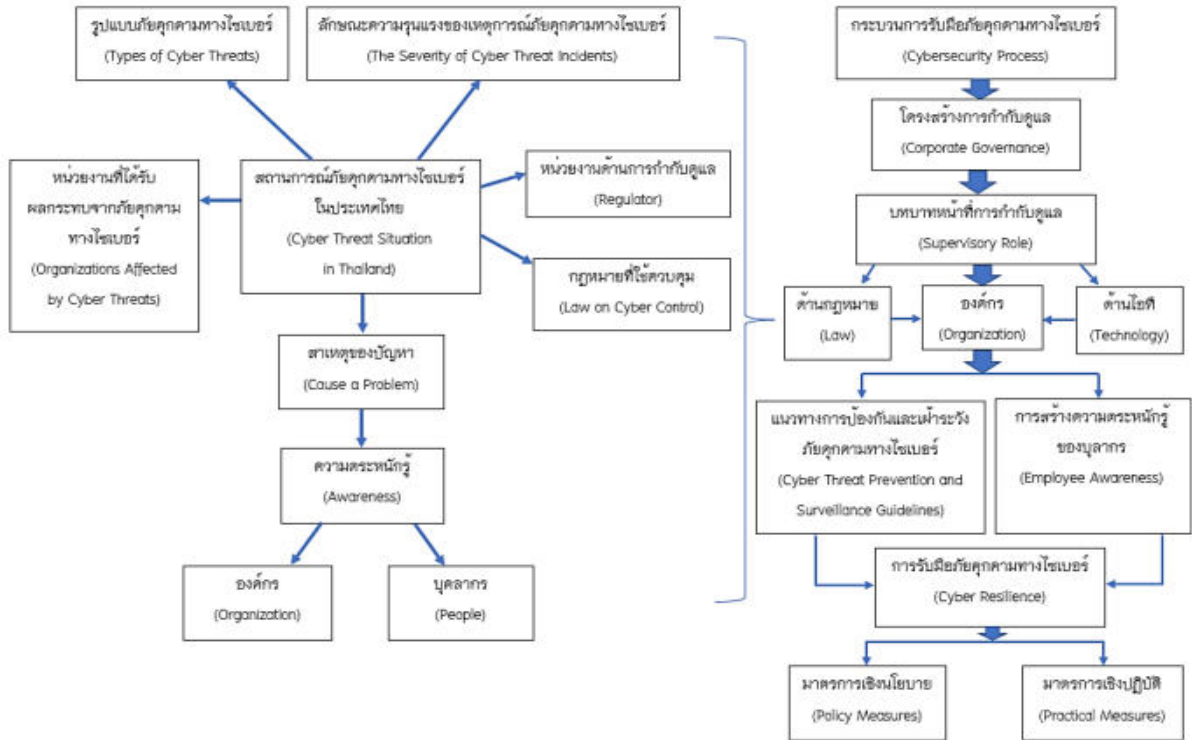 รูปแบบภัยคุกคามทางไซเบอร์
(Types of Cyber Threats)
ลักษณะความรุนแรงของเหตุการณ์ภัยคุกคามทางไซเบอร์
(The Severity of Cyber Threat Incidents)
หน่วยงานที่ได้รับ
ผลกระทบจากภัยคุกคาม
ทางไซเบอร์
(Organizations Affected
by Cyber Threats)
สถานการณ์ภัยคุกคามทางไซเบอร์
ในประเทศไทย
(Cyber Threat Situation
in Thailand)
หน่วยงานด้านการกำกับดูแล
(Regulator)
กฎหมายที่ใช้ควบคุม
(Law on Cyber Control)
สาเหตุของปัญหา
(Cause a Problem)
ความตระหนักรู้
(Awareness)
องค์กร
(Organization)
บุคลากร
(People)
กระบวนการรับมือภัยคุกคามทางไซเบอร์
(Cybersecurity Process)
โครงสร้างการกำกับดูแล
(Corporate Governance)
บทบาทหน้าที่การกำกับดูแล
(Supervisory Role)
ด้านกฎหมาย
(Law)
องค์กร
(Organization)
ด้านไอที
(Technology)
แนวทางการป้องกันและเฝ้าระวัง
ภัยคุกคามทางไซเบอร์
(Cyber Threat Prevention and
Surveillance Guidelines)
การสร้างความตระหนักรู้
ของบุคลากร
(Employee Awareness)
การรับมือภัยคุกคามทางไซเบอร์
(Cyber Resilience)
มาตรการเชิงนโยบาย
(Policy Measures)
มาตรการเชิงปฏิบัติ
(Practical Measures)